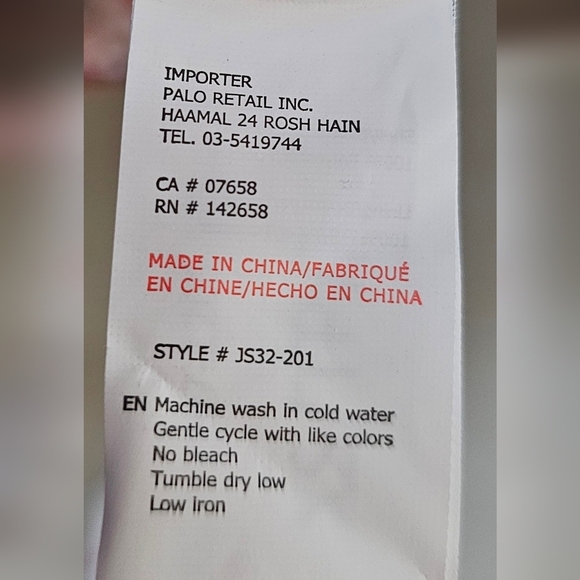 IMPORTER
PALO RETAIL INC.
HAAMAL 24 ROSH HAIN
TEL. 03-5419744
CA # 07658
RN # 142658
MADE IN CHINA/FABRIQUÉ
EN CHINE/HECHO EN CHINA
STYLE # JS32-201
EN Machine wash in cold water
Gentle cycle with like colors
No bleach
Tumble dry low
Low iron